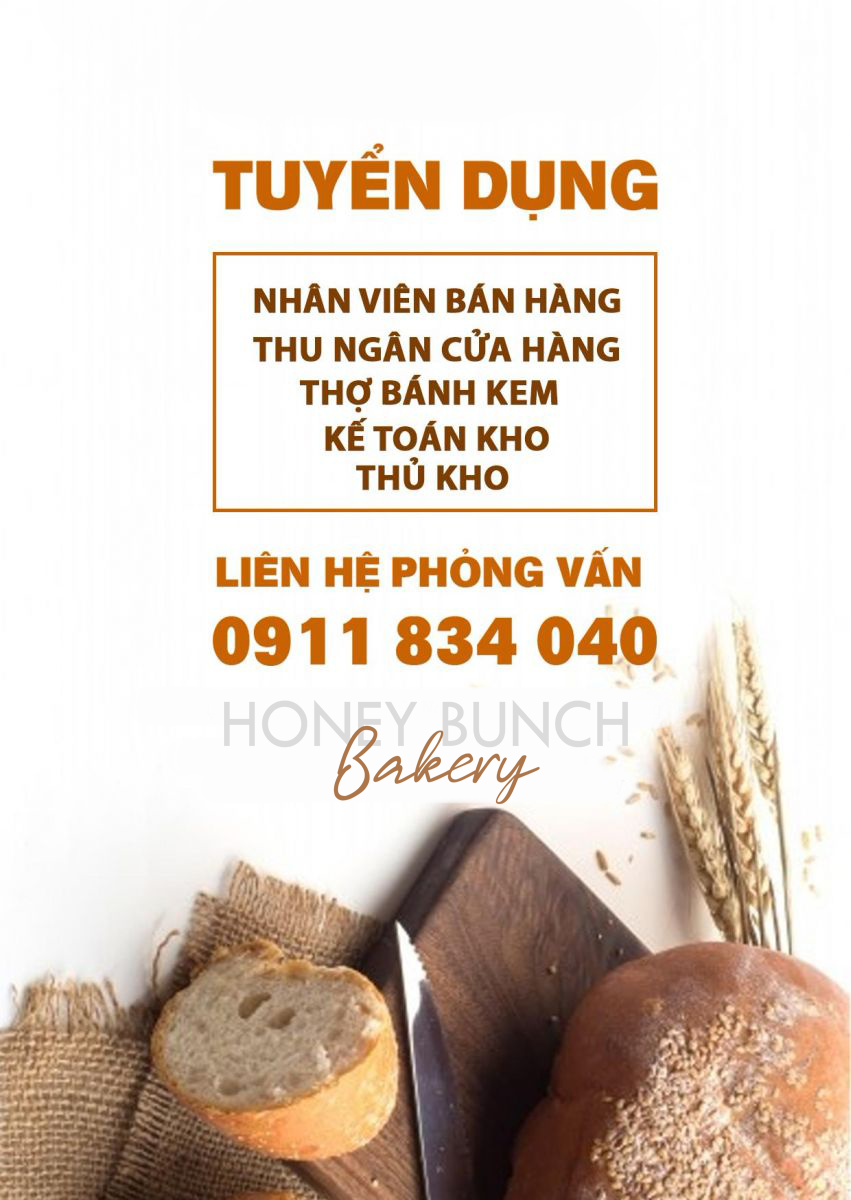 TUYỂN DỤNG
NHÂN VIÊN BÁN HÀNG
THU NGÂN CỬA HÀNG
THỢ BÁNH KEM
KẾ TOÁN KHO
THỦ KHO
LIÊN HỆ PHỎNG VẤN
0911 834 040
HONEY BUNCH
Bakery